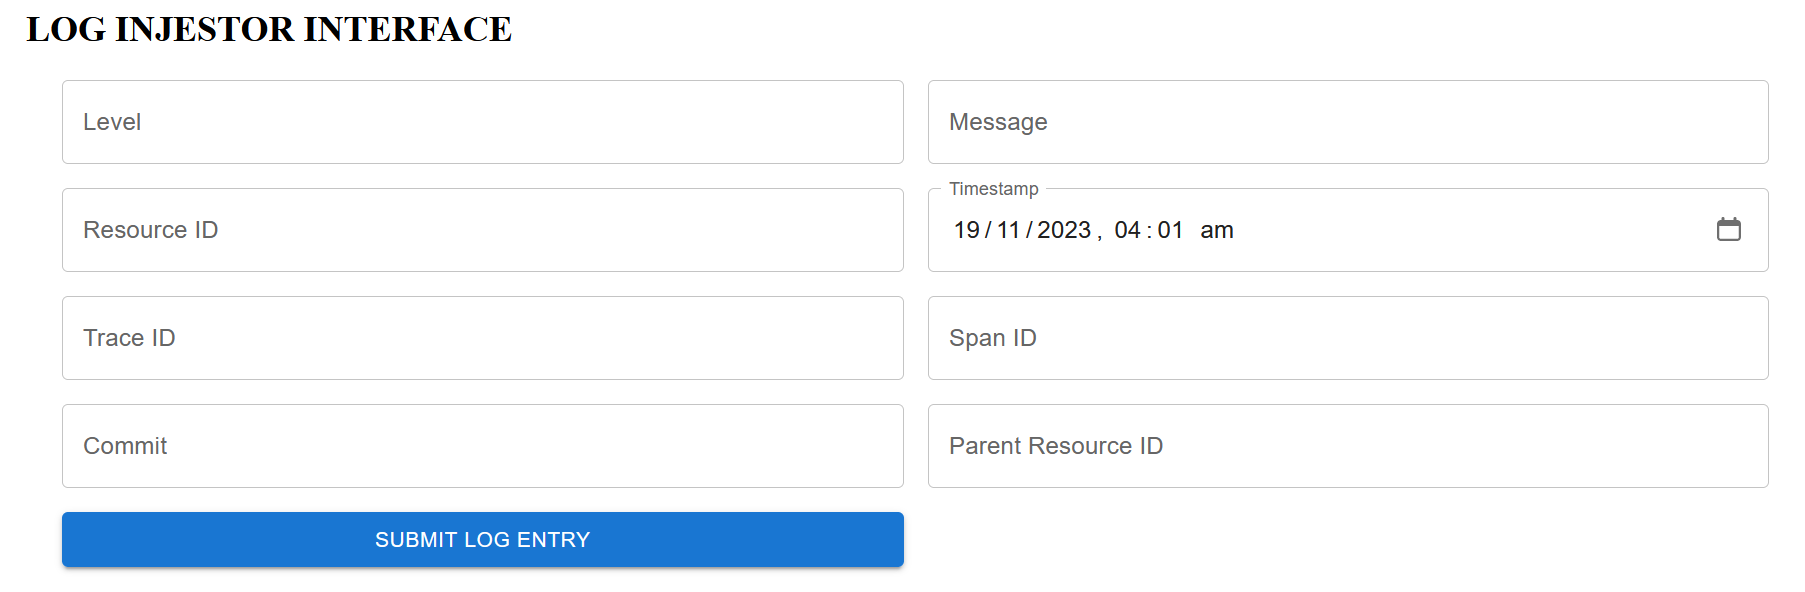 LOG INJESTOR INTERFACE
Level
Message
Resource ID
Timestamp
19/11/2023, 04:01 am
Trace ID
Span ID
Commit
Parent Resource ID
SUBMIT LOG ENTRY